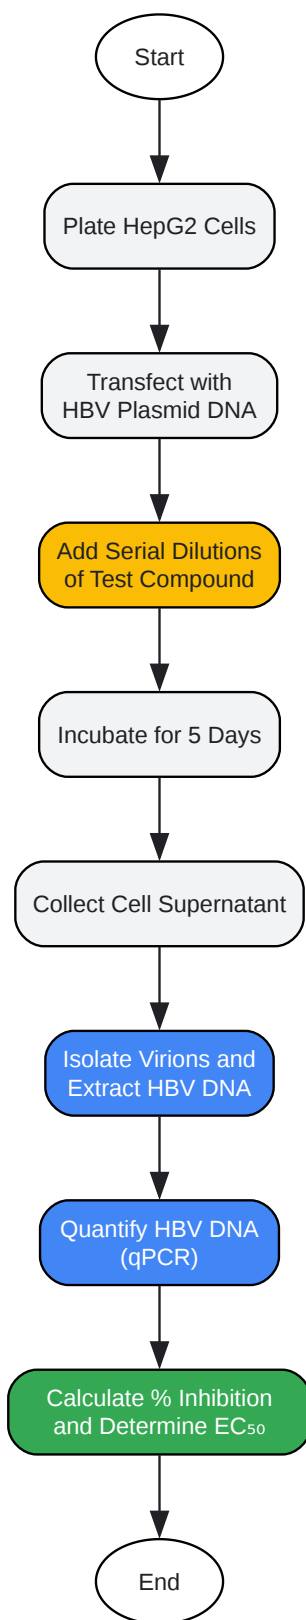 Start
Plate HepG2 Cells
Transfect with
HBV Plasmid DNA
Add Serial Dilutions
of Test Compound
Incubate for 5 Days
Collect Cell Supernatant
Isolate Virions and
Extract HBV DNA
Quantify HBV DNA
(qPCR)
Calculate % Inhibition
and Determine EC₅₀
End